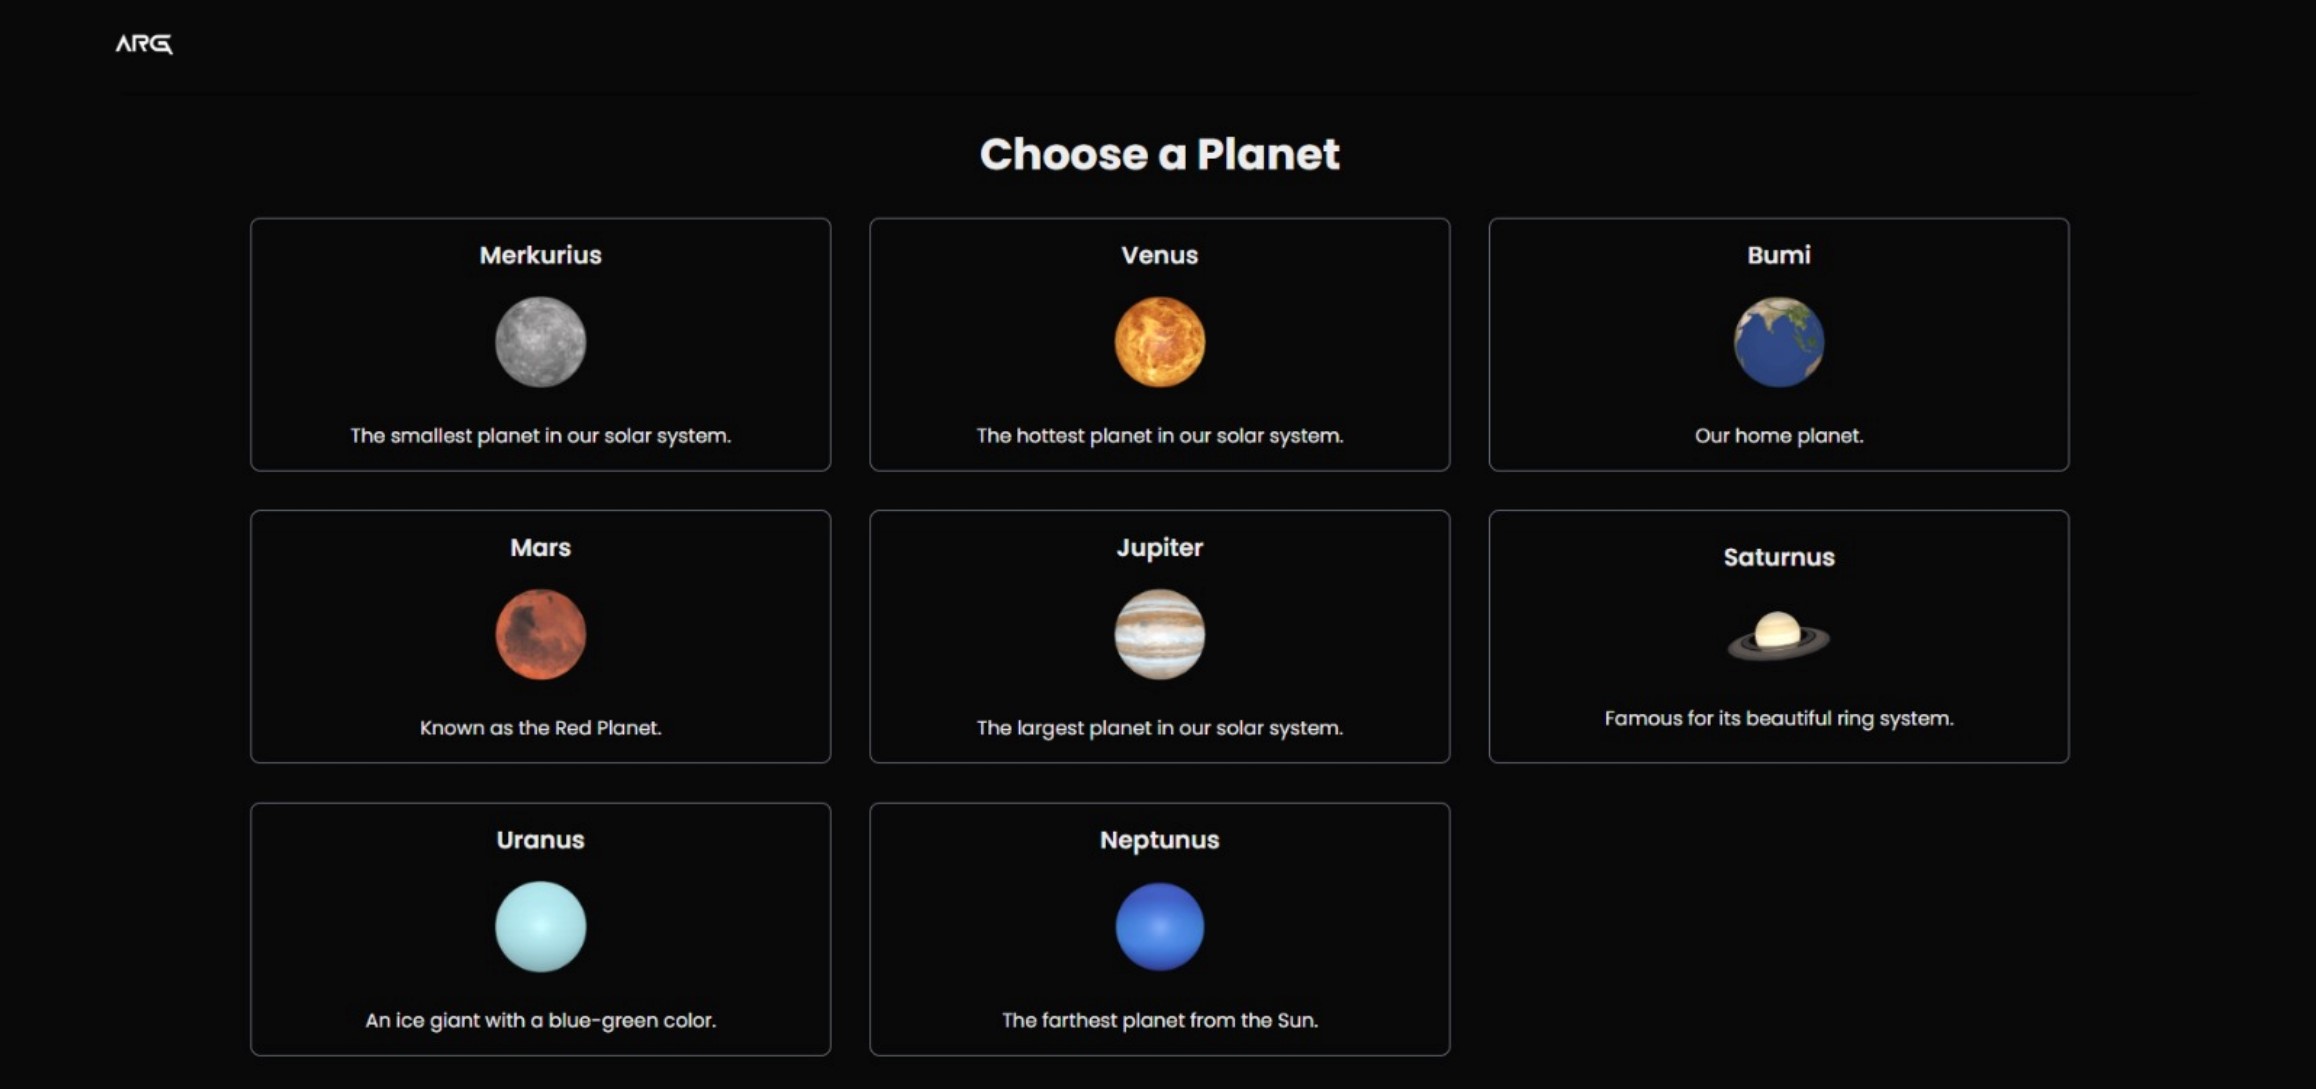 ARG
Choose a Planet
Merkurius
The smallest planet in our solar system.
Venus
The hottest planet in our solar system.
Bumi
Our home planet.
Mars
Known as the Red Planet.
Jupiter
The largest planet in our solar system.
Saturnus
Famous for its beautiful ring system.
Uranus
An ice giant with a blue-green color.
Neptunus
The farthest planet from the Sun.